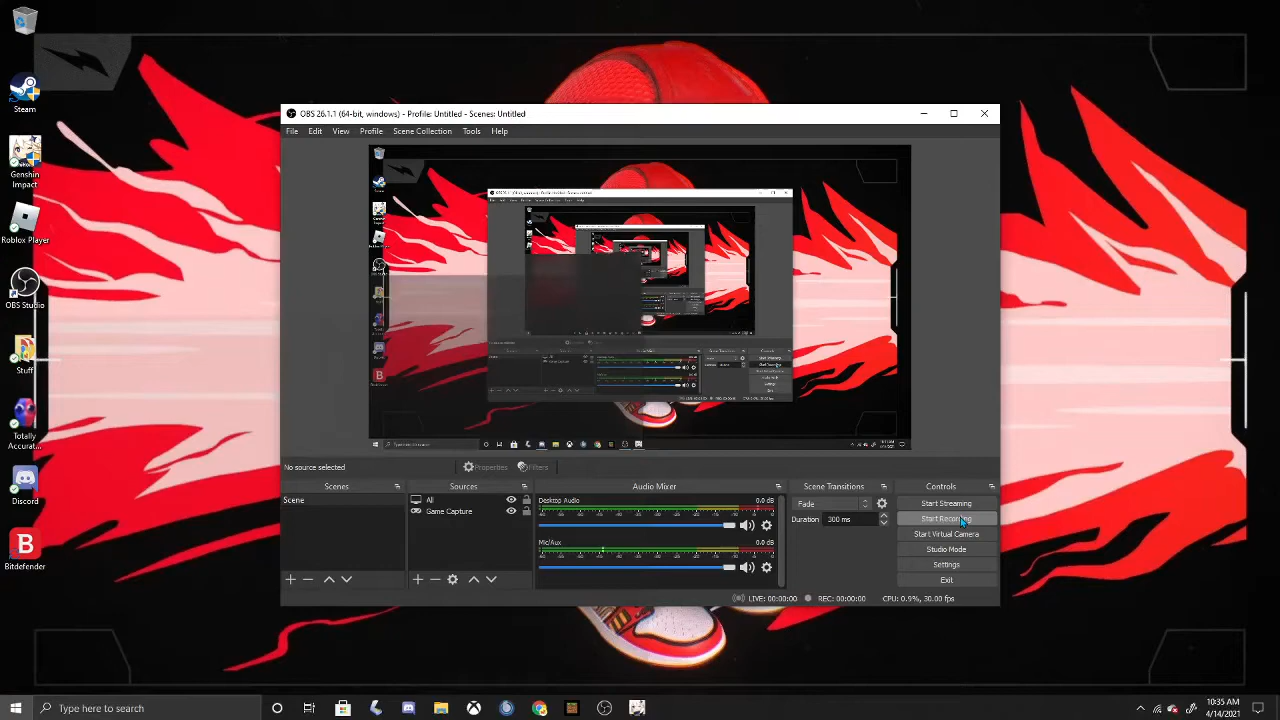 Steam
Genshin
Impact
Roblox Player
OBS Studio
Stuff
Totally
Accurat...
Discord
Bitdefender
OBS 26.1.1 (64-bit, windows) - Profile: Untitled - Scenes: Untitled
File Edit View Profile Scene Collection Tools Help
No source selected Properties Filters
Scenes Sources Audio Mixer Scene Transitions Controls
Scene
All
Game Capture
Desktop Audio 0.0 dB
Mic/Aux 0.0 dB
Fade
Duration 300 ms
Start Streaming
Start Recording
Start Virtual Camera
Studio Mode
Settings
Exit
LIVE: 00:00:00 REC: 00:00:00 CPU: 0.9%, 30.00 fps
Type here to search
10:35 AM
4/14/2021